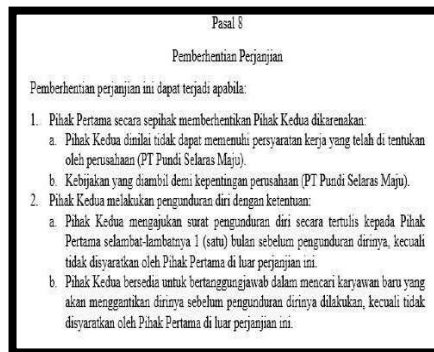 Pasal 8
Pemberhentian Perjanjian
Pemberhentian perjanjian ini dapat terjadi apabila:
1. Pihak Pertama secara sepihak memberhentikan Pihak Kedua dikarenakan:
a. Pihak Kedua dinilai tidak dapat memenuhi persyaratan kerja yang telah di tentukan
oleh perusahaan (PT Pundi Selaras Maju).
b. Kebijakan yang diambil demi kepentingan perusahaan (PT Pundi Selaras Maju).
2. Pihak Kedua melakukan pengunduran diri dengan ketentuan:
a. Pihak Kedua mengajukan surat pengunduran diri secara tertulis kepada Pihak
Pertama selambat-lambatnya 1 (satu) bulan sebelum pengunduran dirinya, kecuali
tidak disyaratkan oleh Pihak Pertama di luar perjanjian ini.
b. Pihak Kedua bersedia untuk bertanggungjawab dalam mencari karyawan baru yang
akan menggantikan dirinya sebelum pengunduran dirinya dilakukan, kecuali tidak
disyaratkan oleh Pihak Pertama di luar perjanjian ini.